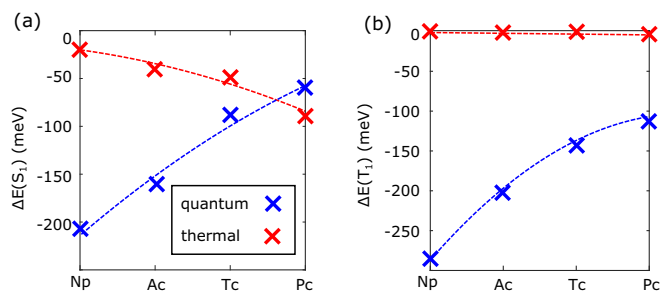 (a)
ΔE(S₁) (meV)
0
-50
-100
-150
-200
Np
Ac
Tc
Pc
quantum
thermal
(b)
ΔE(T₁) (meV)
0
-50
-100
-150
-200
-250
Np
Ac
Tc
Pc